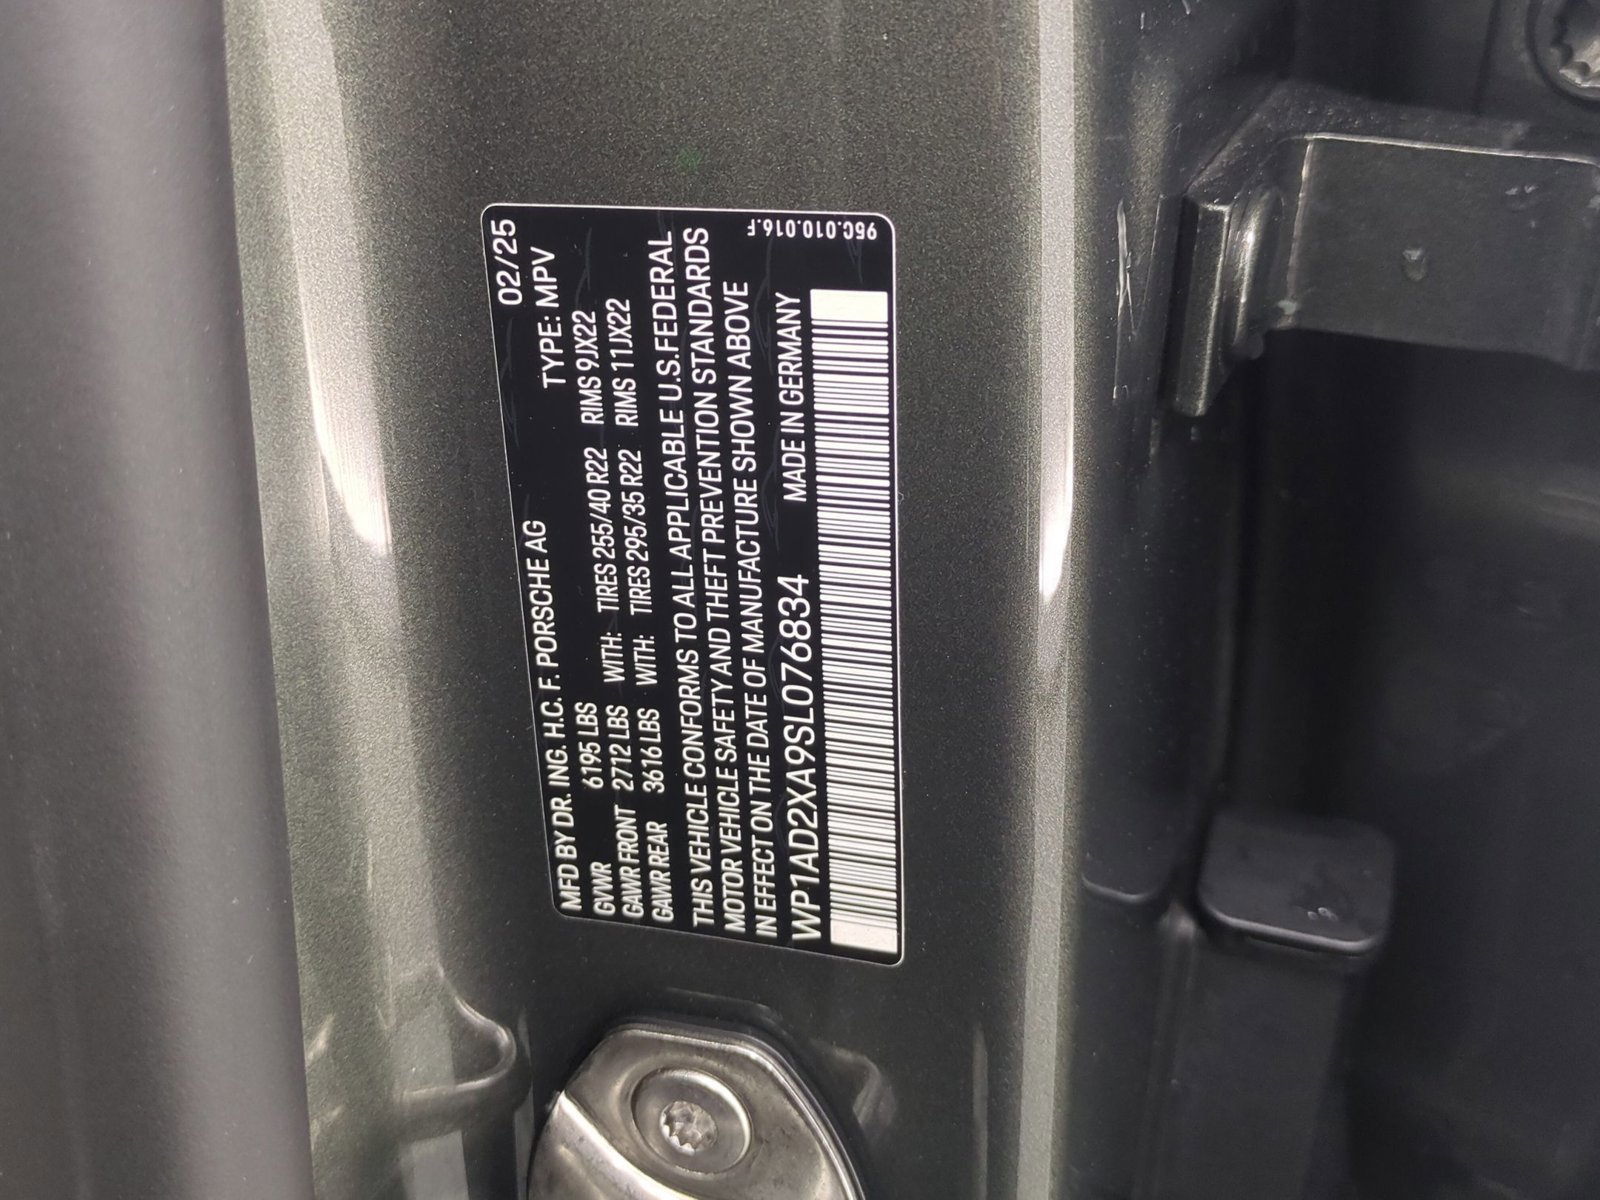 02/25
MFD BY DR. ING. H.C. F. PORSCHE AG TYPE: MPV
GVWR 6195 LBS
GAWR FRONT 2712 LBS WITH: TIRES 255/40 R22 RIMS 9JX22
GAWR REAR 3616 LBS WITH: TIRES 295/35 R22 RIMS 11JX22
THIS VEHICLE CONFORMS TO ALL APPLICABLE U.S. FEDERAL
MOTOR VEHICLE SAFETY AND THEFT PREVENTION STANDARDS
IN EFFECT ON THE DATE OF MANUFACTURE SHOWN ABOVE
WP1AD2XA9SL076834 MADE IN GERMANY
95C.010.016.F